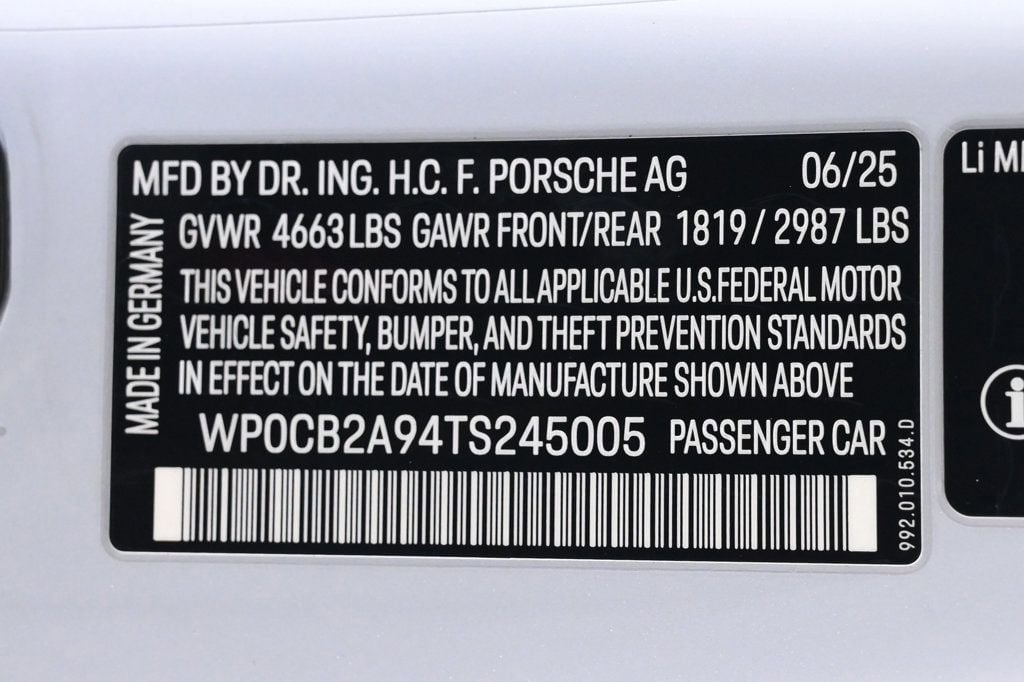 MFD BY DR. ING. H.C. F. PORSCHE AG 06/25
GVWR 4663 LBS GAWR FRONT/REAR 1819 / 2987 LBS
THIS VEHICLE CONFORMS TO ALL APPLICABLE U.S. FEDERAL MOTOR
VEHICLE SAFETY, BUMPER, AND THEFT PREVENTION STANDARDS
IN EFFECT ON THE DATE OF MANUFACTURE SHOWN ABOVE
WP0CB2A94TS245005 PASSENGER CAR
MADE IN GERMANY
992.010.534.D
Li